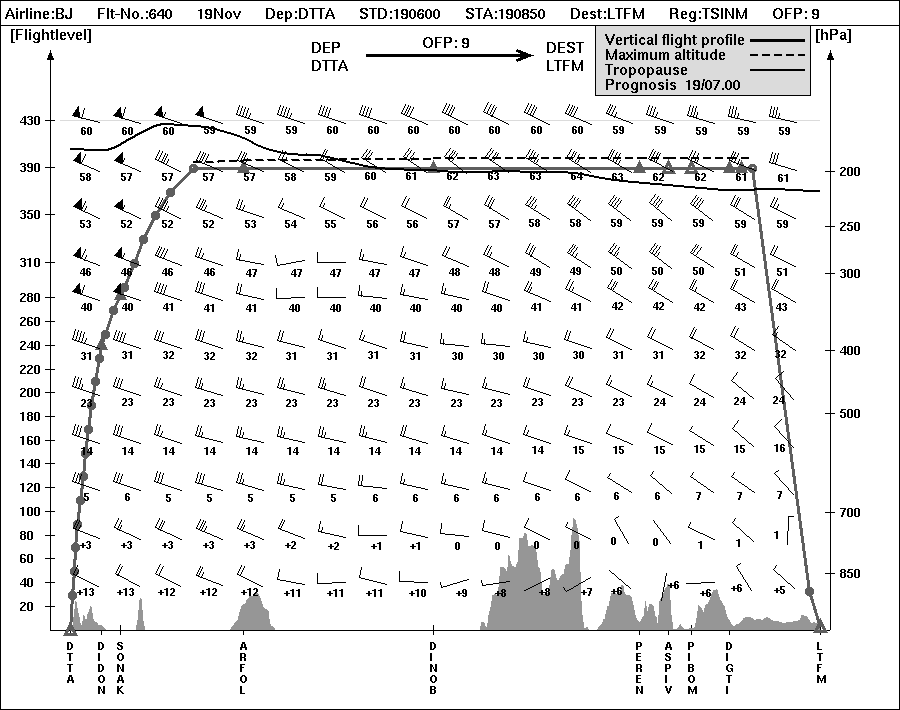 Airline:BJ Flt-No.:640 19Nov Dep:DTTA STD:190600 STA:190850 Dest:LTFM Reg:TSINM OFP: 9
[Flightlevel] [hPa]
DEP OFP: 9 DEST
DTTA LTFM
Vertical flight profile
Maximum altitude
Tropopause
Prognosis 19/07.00
430 60 60 60 59 59 59 59 59 59 59 59 59 59 59 59 59 59 59
390 58 57 57 57 57 58 59 60 61 62 63 63 64 63 62 62 61 61 200
350 53 52 52 52 53 54 55 56 56 57 57 58 58 59 59 59 59 59 250
310 46 46 46 46 47 47 47 47 47 48 48 49 49 50 50 50 51 51 300
280 40 40 41 41 41 40 40 40 40 40 40 41 41 42 42 42 43 43
260
240 31 31 32 32 32 31 31 31 31 30 30 30 30 31 31 32 32 32 400
220
200 23 23 23 23 23 23 23 23 23 23 23 23 23 23 24 24 24 24
180 500
160 14 14 14 14 14 14 14 14 14 14 14 14 15 15 15 15 15 16
140
120 5 6 5 5 5 5 5 6 6 6 6 6 6 6 6 7 7 7
100 700
80 +3 +3 +3 +3 +3 +2 +2 +1 +1 0 0 0 0 0 0 1 1 1
60
40 +13 +13 +12 +12 +12 +11 +11 +11 +10 +9 +8 +8 +7 +6 +6 +6 +6 +5 850
20
DTTA DIDON SONAK ARFOL DINOB PEREN ASPIV PIBOM DIGTI LTFM